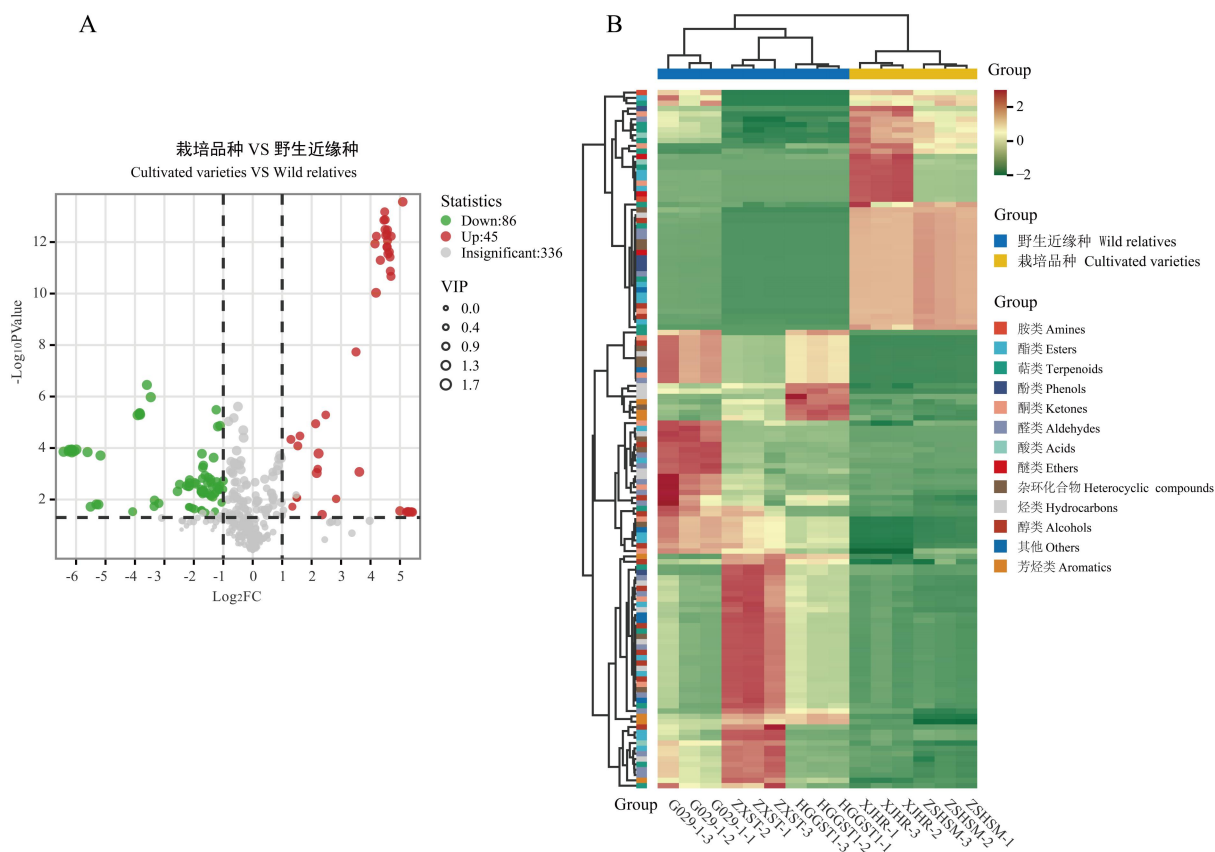 A
栽培品种 VS 野生近缘种
Cultivated varieties VS Wild relatives
-Log10PValue
12
10
8
6
4
2
-6
-5
-4
-3
-2
-1
0
1
2
3
4
5
Log2FC
Statistics
Down:86
Up:45
Insignificant:336
VIP
0.0
0.4
0.9
1.3
1.7
B
Group
2
0
−2
Group
野生近缘种 Wild relatives
栽培品种 Cultivated varieties
Group
胺类 Amines
酯类 Esters
萜类 Terpenoids
酚类 Phenols
酮类 Ketones
醛类 Aldehydes
酸类 Acids
醚类 Ethers
杂环化合物 Heterocyclic compounds
烃类 Hydrocarbons
醇类 Alcohols
其他 Others
芳烃类 Aromatics
Group
G029-1-3
G029-1-2
G029-1-1
ZXST-2
ZXST-1
ZXST-3
HGGST1-3
HGGST1-2
HGGST1-1
XJHR-1
XJHR-3
XJHR-2
ZSHSM-3
ZSHSM-2
ZSHSM-1